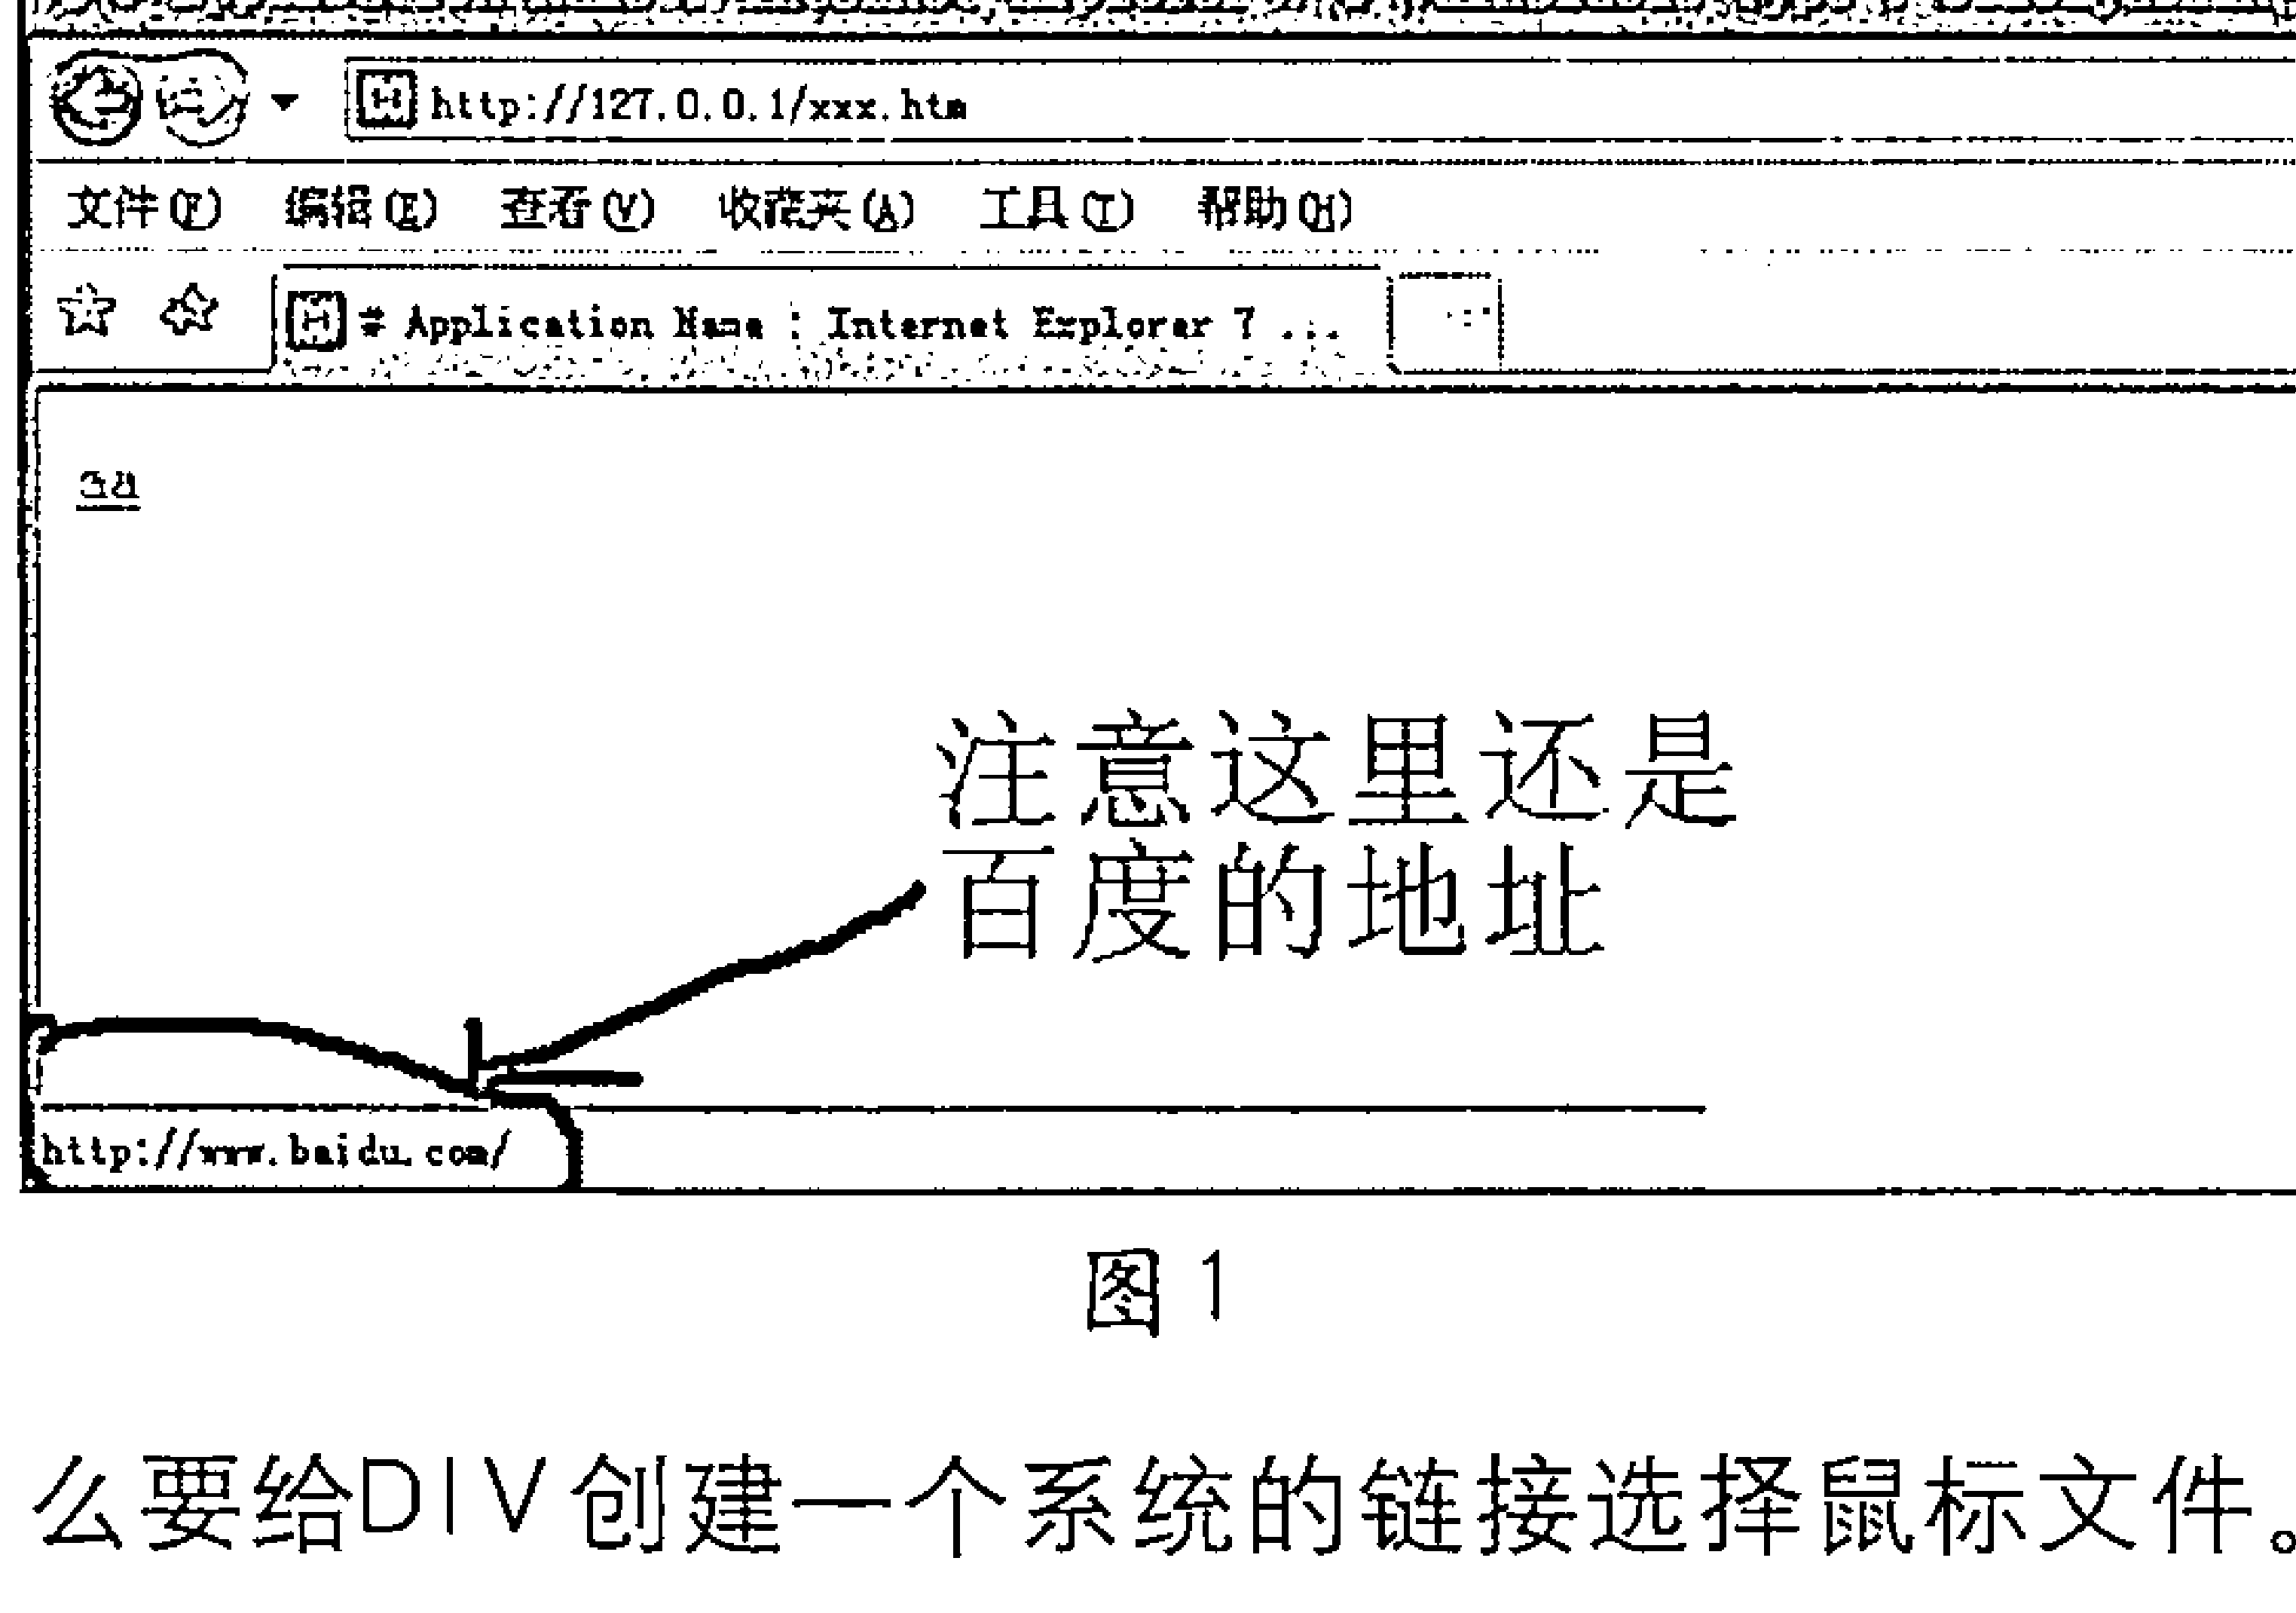 http://127.0.0.1/xxx.htm
文件(F) 编辑(E) 查看(V) 收藏夹(A) 工具(T) 帮助(H)
# Application Name : Internet Explorer 7 ...
aa
注意这里还是
百度的地址
http://www.baidu.com/
图 1
么要给DIV创建一个系统的链接选择鼠标文件。